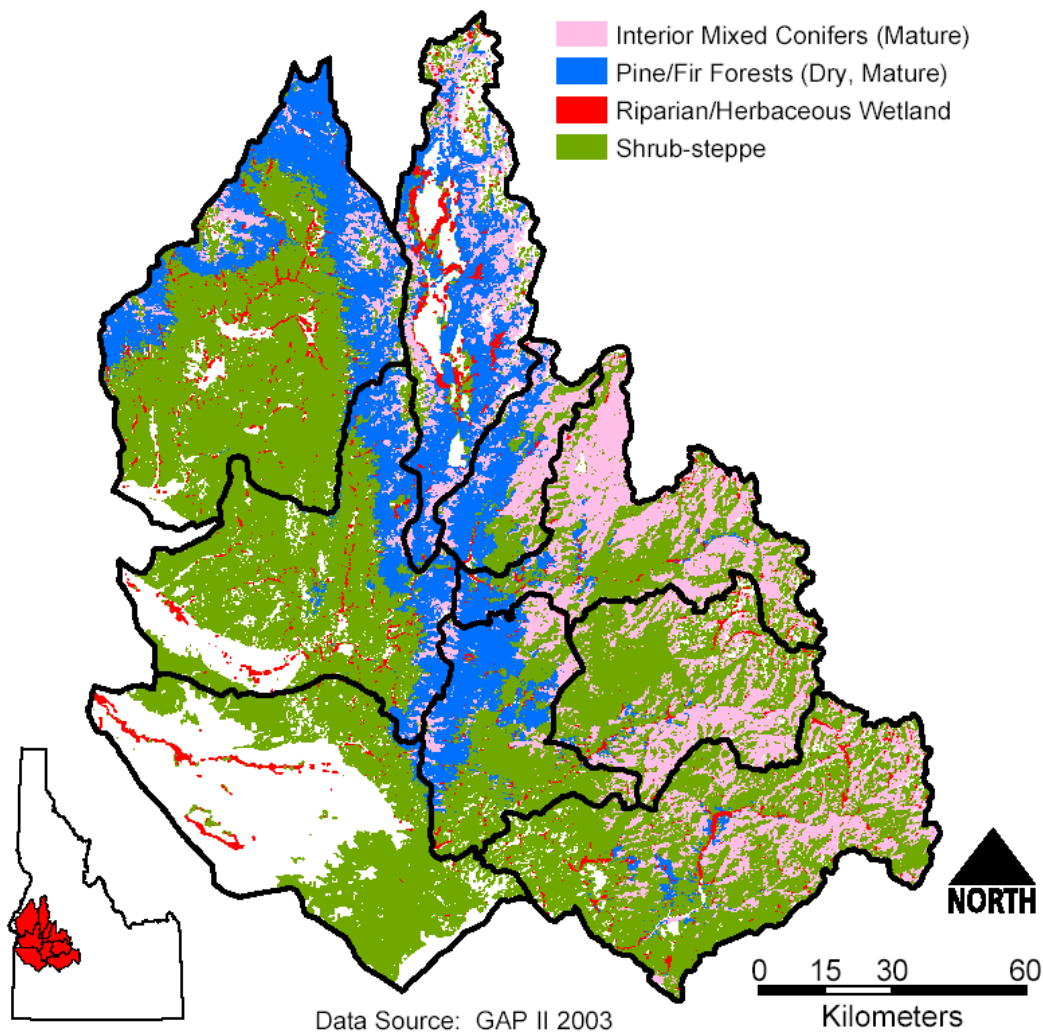 Interior Mixed Conifers (Mature)
Pine/Fir Forests (Dry, Mature)
Riparian/Herbaceous Wetland
Shrub-steppe
NORTH
0 15 30 60
Kilometers
Data Source: GAP II 2003